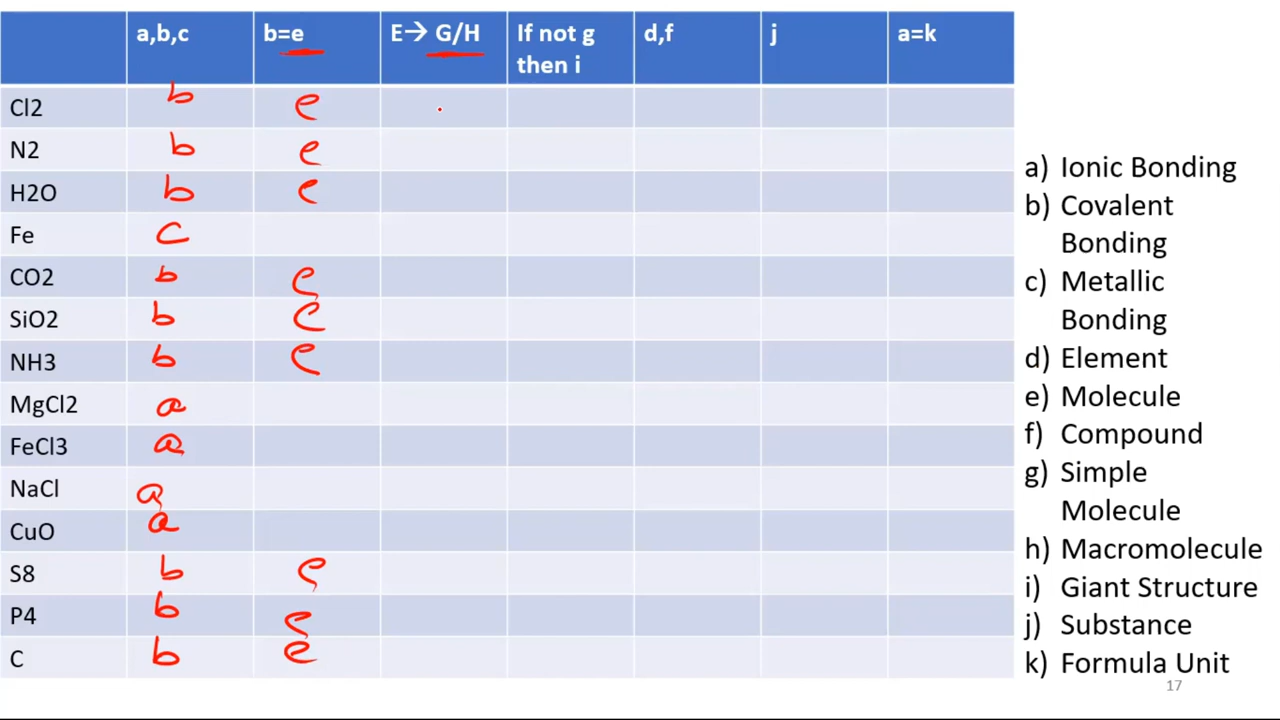 a,b,c b=e E→ G/H If not g then i d,f j a=k
Cl2 b e
N2 b e
H2O b e
Fe c
CO2 b e
SiO2 b e
NH3 b e
MgCl2 a
FeCl3 a
NaCl a
CuO a
S8 b e
P4 b e
C b e
a) Ionic Bonding
b) Covalent
Bonding
c) Metallic
Bonding
d) Element
e) Molecule
f) Compound
g) Simple
Molecule
h) Macromolecule
i) Giant Structure
j) Substance
k) Formula Unit
17